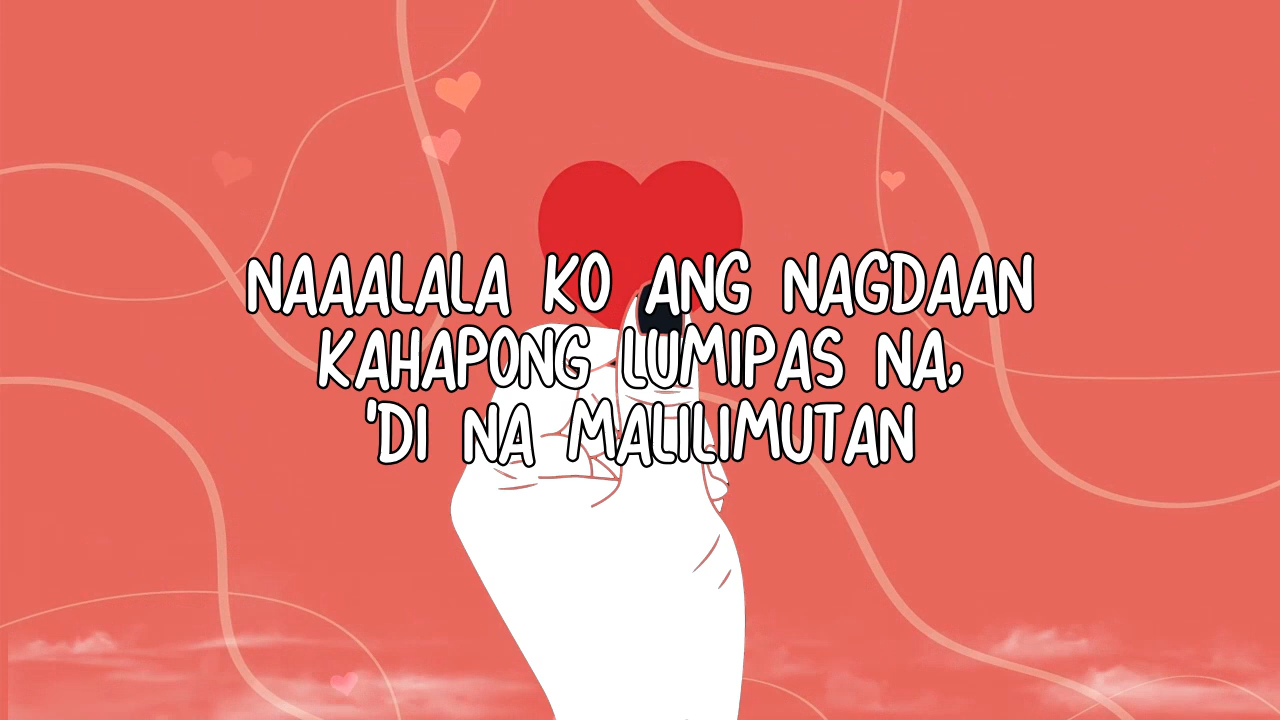 NAAALALA KO ANG NAGDAAN
KAHAPONG LUMIPAS NA,
'DI NA MALILIMUTAN